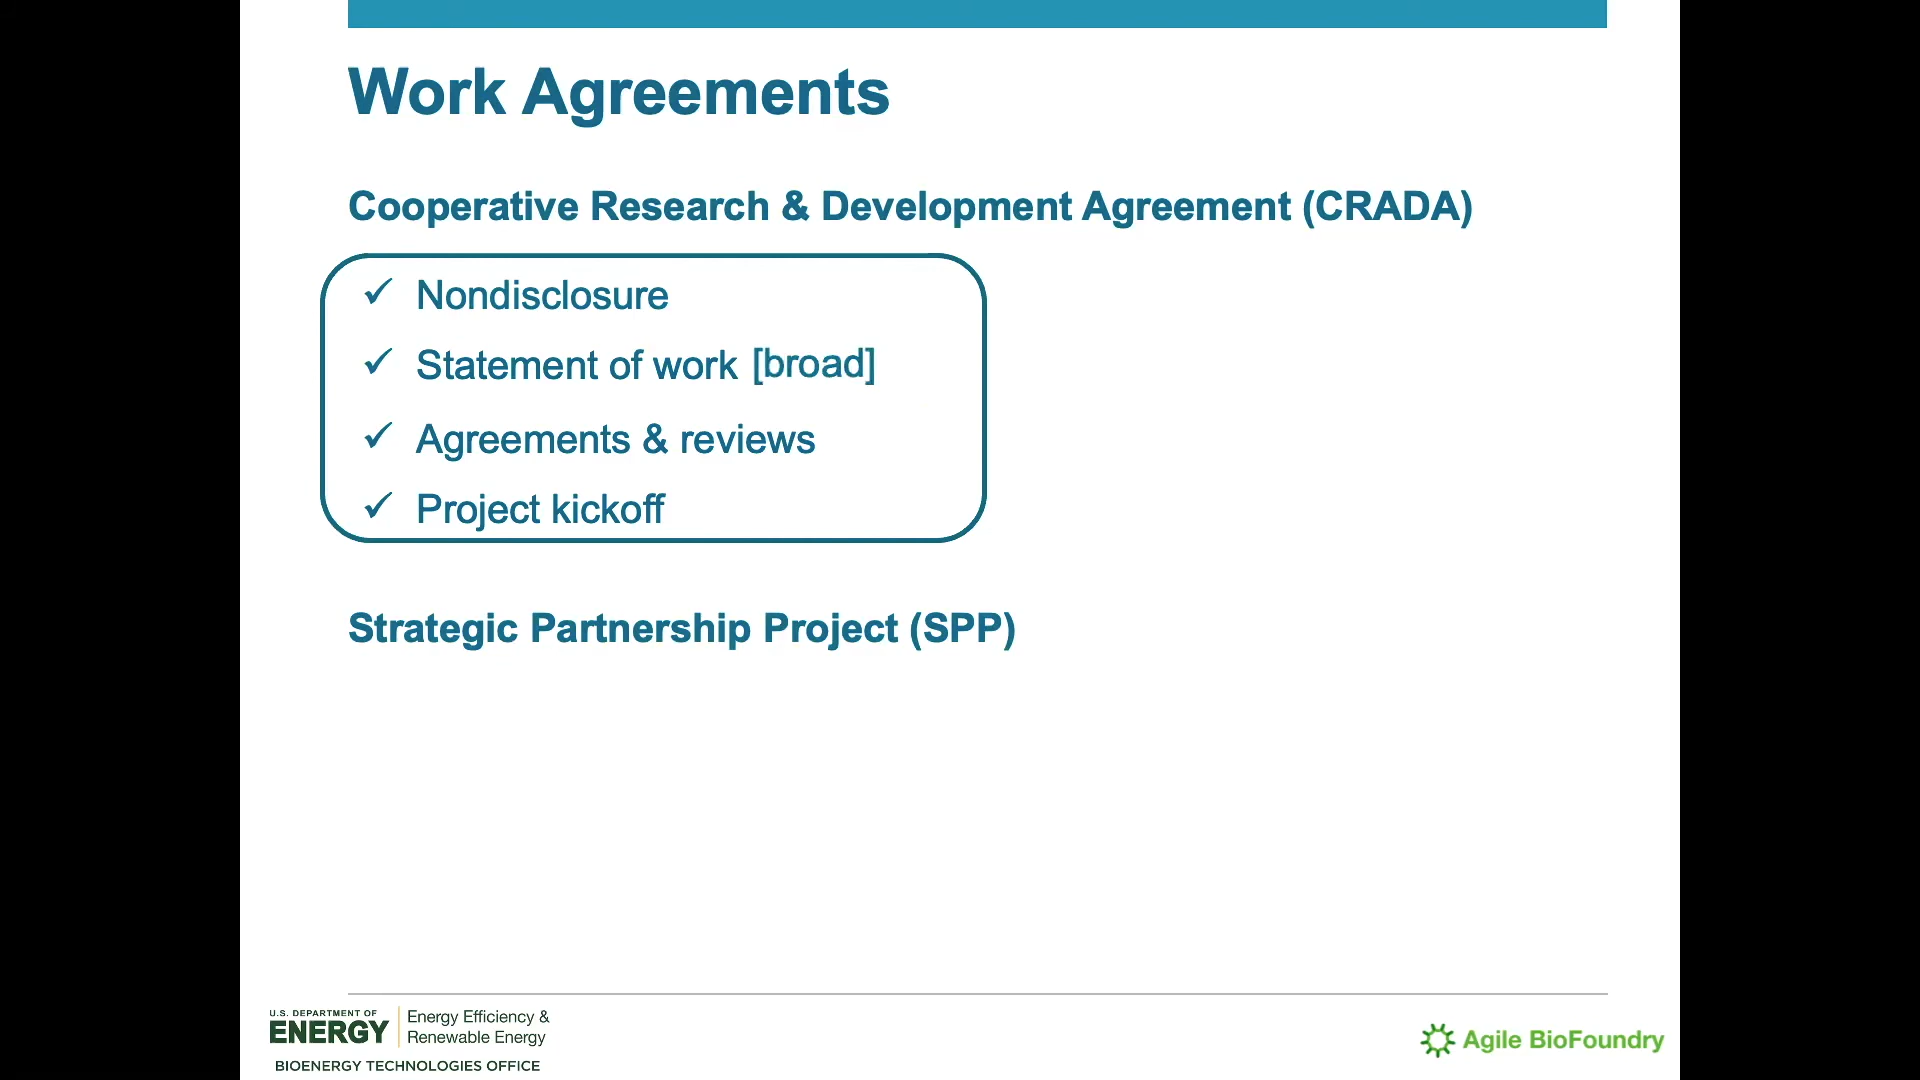 Work Agreements
Cooperative Research & Development Agreement (CRADA)
✓ Nondisclosure
✓ Statement of work [broad]
✓ Agreements & reviews
✓ Project kickoff
Strategic Partnership Project (SPP)
U.S. DEPARTMENT OF
ENERGY
Energy Efficiency &
Renewable Energy
BIOENERGY TECHNOLOGIES OFFICE
Agile BioFoundry